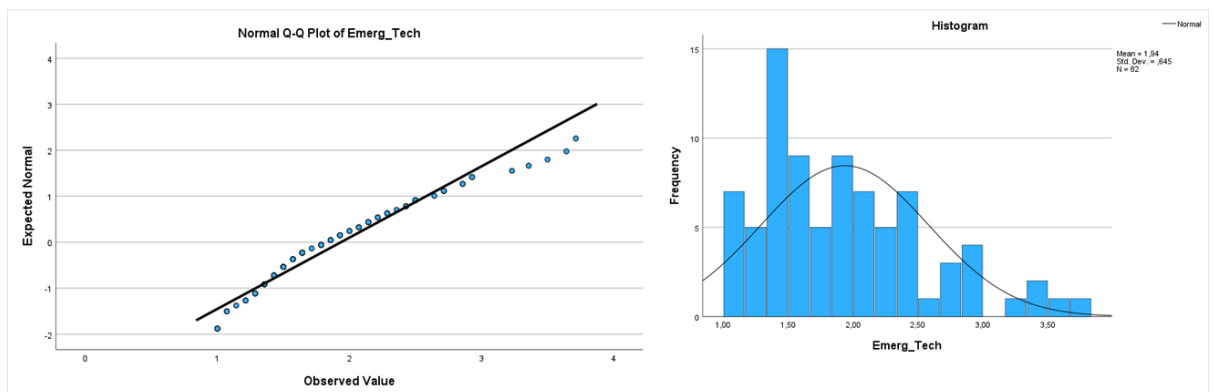 Normal Q-Q Plot of Emerg_Tech
4
3
2
1
0
-1
-2
Expected Normal
0 1 2 3 4
Observed Value
Histogram
Normal
Mean = 1,94
Std. Dev. = ,645
N = 82
15
10
5
0
Frequency
1,00 1,50 2,00 2,50 3,00 3,50
Emerg_Tech